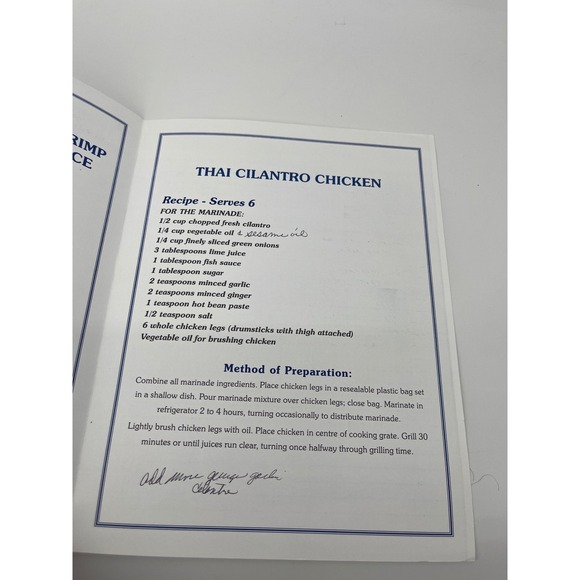 RIMP
CE
THAI CILANTRO CHICKEN
Recipe - Serves 6
FOR THE MARINADE:
1/2 cup chopped fresh cilantro
1/4 cup vegetable oil & sesame oil
1/4 cup finely sliced green onions
3 tablespoons lime juice
1 tablespoon fish sauce
1 tablespoon sugar
2 teaspoons minced garlic
2 teaspoons minced ginger
1 teaspoon hot bean paste
1/2 teaspoon salt
6 whole chicken legs (drumsticks with thigh attached)
Vegetable oil for brushing chicken
Method of Preparation:
Combine all marinade ingredients. Place chicken legs in a resealable plastic bag set
in a shallow dish. Pour marinade mixture over chicken legs; close bag. Marinate in
refrigerator 2 to 4 hours, turning occasionally to distribute marinade.
Lightly brush chicken legs with oil. Place chicken in centre of cooking grate. Grill 30
minutes or until juices run clear, turning once halfway through grilling time.
add more
cilantro